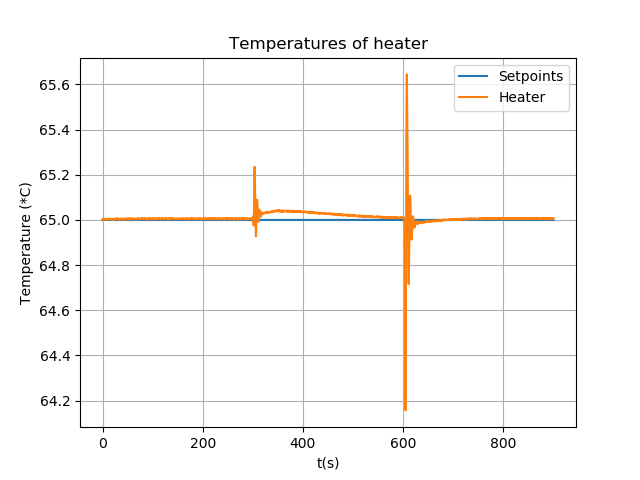 Temperatures of heater
Setpoints
Heater
65.6
65.4
65.2
65.0
64.8
64.6
64.4
64.2
Temperature (*C)
0
200
400
600
800
t(s)